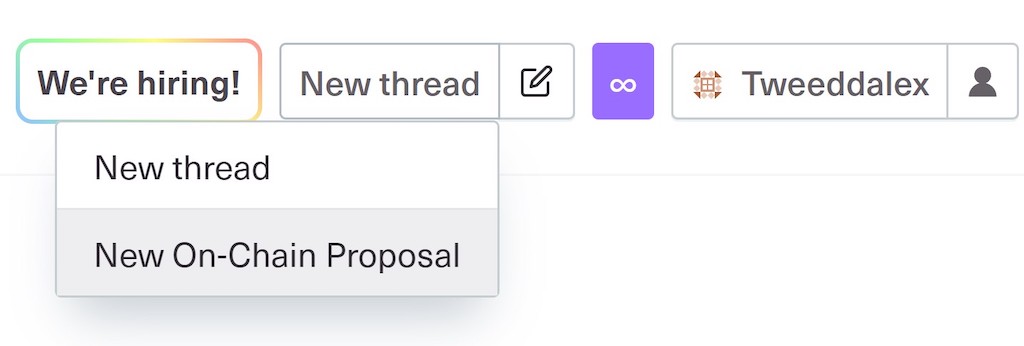 We're hiring!
New thread
∞
Tweeddalex
New thread
New On-Chain Proposal